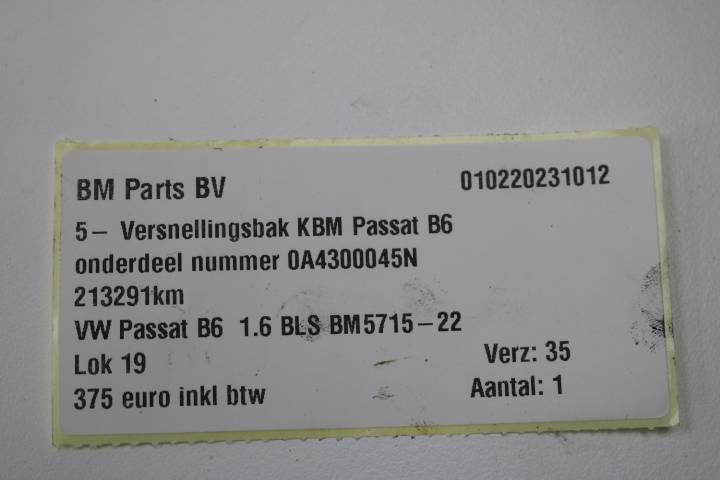 BM Parts BV 010220231012
5- Versnellingsbak KBM Passat B6
onderdeel nummer 0A4300045N
213291km
VW Passat B6 1.6 BLS BM5715-22
Lok 19 Verz: 35
375 euro inkl btw Aantal: 1